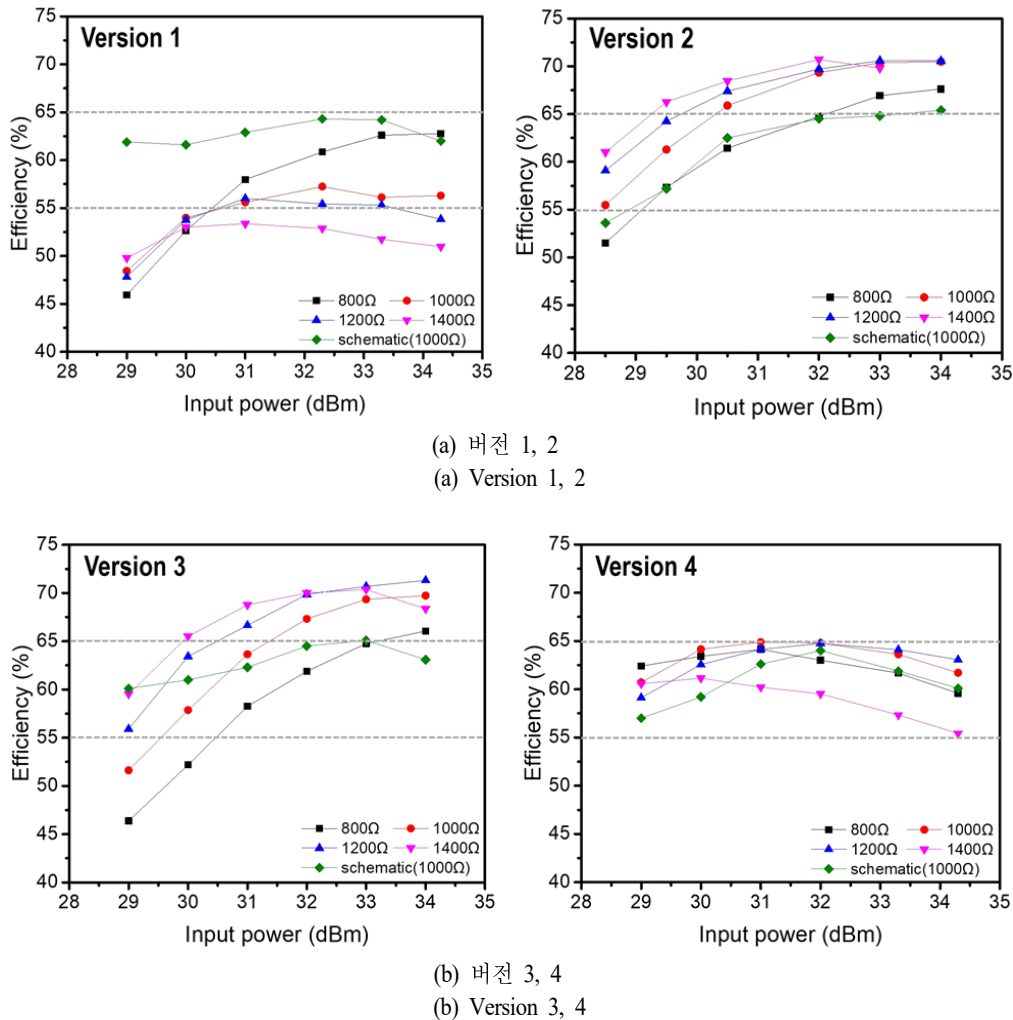 Version 1
Efficiency (%)
75
70
65
60
55
50
45
40
28 29 30 31 32 33 34 35
Input power (dBm)
800Ω 1000Ω
1200Ω 1400Ω
schematic(1000Ω)
Version 2
Efficiency (%)
75
70
65
60
55
50
45
40
28 29 30 31 32 33 34 35
Input power (dBm)
800Ω 1000Ω
1200Ω 1400Ω
schematic(1000Ω)
(a) 버전 1, 2
(a) Version 1, 2
Version 3
Efficiency (%)
75
70
65
60
55
50
45
40
28 29 30 31 32 33 34 35
Input power (dBm)
800Ω 1000Ω
1200Ω 1400Ω
schematic(1000Ω)
Version 4
Efficiency (%)
75
70
65
60
55
50
45
40
28 29 30 31 32 33 34 35
Input power (dBm)
800Ω 1000Ω
1200Ω 1400Ω
schematic(1000Ω)
(b) 버전 3, 4
(b) Version 3, 4